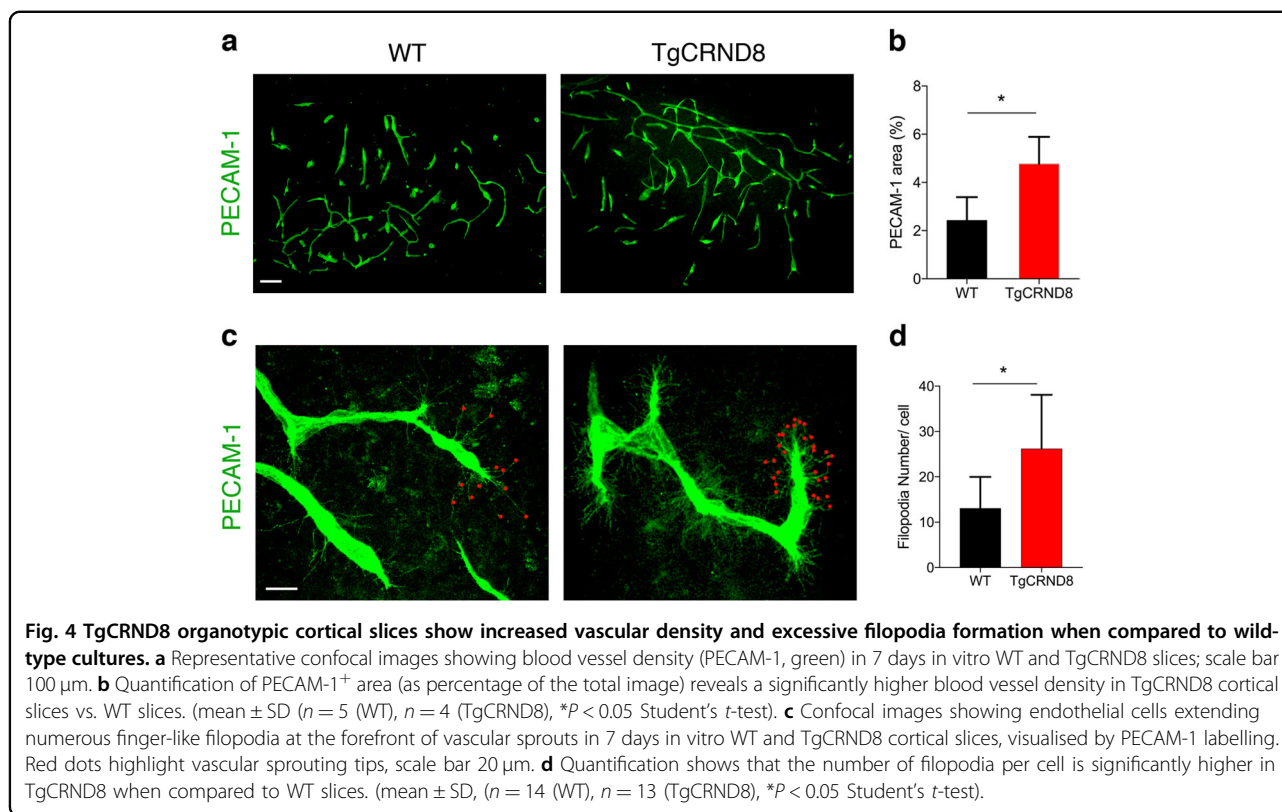 a
WT
TgCRND8
PECAM-1
b
PECAM-1 area (%)
8
6
4
2
0
*
WT
TgCRND8
c
PECAM-1
d
Filopodia Number/ cell
40
30
20
10
0
*
WT
TgCRND8
Fig. 4 TgCRND8 organotypic cortical slices show increased vascular density and excessive filopodia formation when compared to wild-
type cultures. a Representative confocal images showing blood vessel density (PECAM-1, green) in 7 days in vitro WT and TgCRND8 slices; scale bar
100 μm. b Quantification of PECAM-1⁺ area (as percentage of the total image) reveals a significantly higher blood vessel density in TgCRND8 cortical
slices vs. WT slices. (mean ± SD (n = 5 (WT), n = 4 (TgCRND8), *P < 0.05 Student's t-test). c Confocal images showing endothelial cells extending
numerous finger-like filopodia at the forefront of vascular sprouts in 7 days in vitro WT and TgCRND8 cortical slices, visualised by PECAM-1 labelling.
Red dots highlight vascular sprouting tips, scale bar 20 μm. d Quantification shows that the number of filopodia per cell is significantly higher in
TgCRND8 when compared to WT slices. (mean ± SD, (n = 14 (WT), n = 13 (TgCRND8), *P < 0.05 Student's t-test).